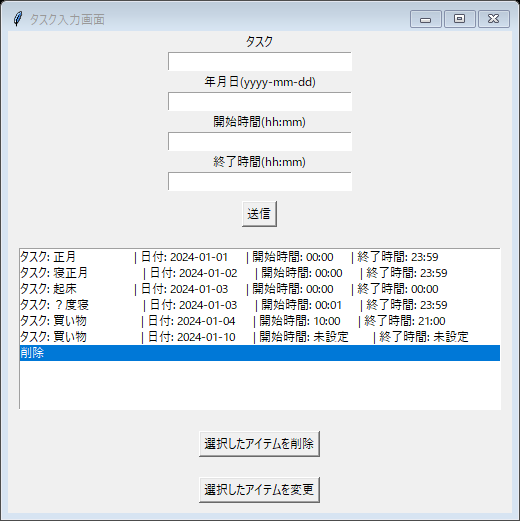 タスク入力画面
タスク
年月日(yyyy-mm-dd)
開始時間(hh:mm)
終了時間(hh:mm)
送信
タスク: 正月 | 日付: 2024-01-01 | 開始時間: 00:00 | 終了時間: 23:59
タスク: 寝正月 | 日付: 2024-01-02 | 開始時間: 00:00 | 終了時間: 23:59
タスク: 起床 | 日付: 2024-01-03 | 開始時間: 00:00 | 終了時間: 00:00
タスク: ？度寝 | 日付: 2024-01-03 | 開始時間: 00:01 | 終了時間: 23:59
タスク: 買い物 | 日付: 2024-01-04 | 開始時間: 10:00 | 終了時間: 21:00
タスク: 買い物 | 日付: 2024-01-10 | 開始時間: 未設定 | 終了時間: 未設定
削除
選択したアイテムを削除
選択したアイテムを変更